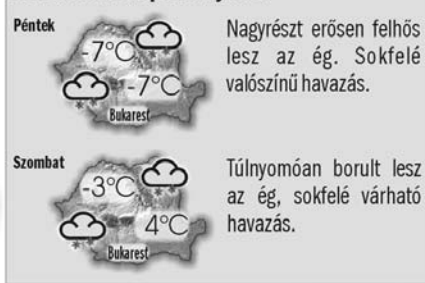 Péntek
-7°C
-7°C
Bukarest
Nagyrészt erősen felhős
lesz az ég. Sokfelé
valószínű havazás.
Szombat
-3°C
4°C
Bukarest
Túlnyomóan borult lesz
az ég, sokfelé várható
havazás.